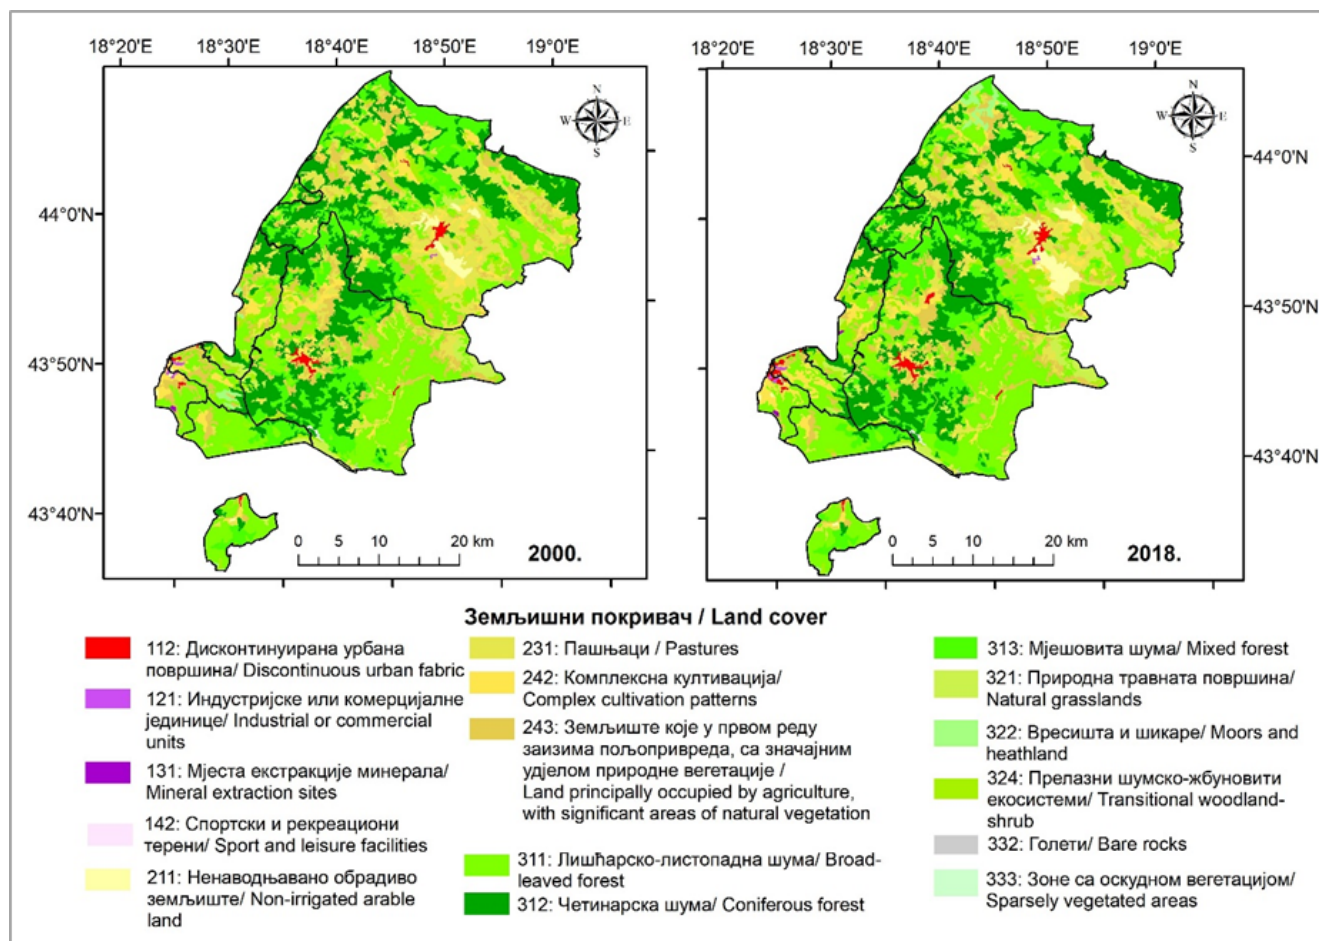 18°20'E 18°30'E 18°40'E 18°50'E 19°0'E
18°20'E 18°30'E 18°40'E 18°50'E 19°0'E
N
W E
S
N
W E
S
44°0'N
43°50'N
43°40'N
44°0'N
43°50'N
43°40'N
0 5 10 20 km
2000.
0 5 10 20 km
2018.
Земљишни покривач / Land cover
112: Дисконтинуирана урбана
површина/ Discontinuous urban fabric
121: Индустријске или комерцијалне
јединице/ Industrial or commercial
units
131: Мјеста екстракције минерала/
Mineral extraction sites
142: Спортски и рекреациони
терени/ Sport and leisure facilities
211: Ненаводњавано обрадиво
земљиште/ Non-irrigated arable
land
231: Пашњаци / Pastures
242: Комплексна култивација/
Complex cultivation patterns
243: Земљиште које у првом реду
заизима пољопривреда, са значајним
удјелом природне вегетације /
Land principally occupied by agriculture,
with significant areas of natural vegetation
311: Лишћарско-листопадна шума/ Broad-
leaved forest
312: Четинарска шума/ Coniferous forest
313: Мјешовита шума/ Mixed forest
321: Природна травната површина/
Natural grasslands
322: Вресишта и шикаре/ Moors and
heathland
324: Прелазни шумско-жбуновити
екосистеми/ Transitional woodland-
shrub
332: Голети/ Bare rocks
333: Зоне са оскудном вегетацијом/
Sparsely vegetated areas